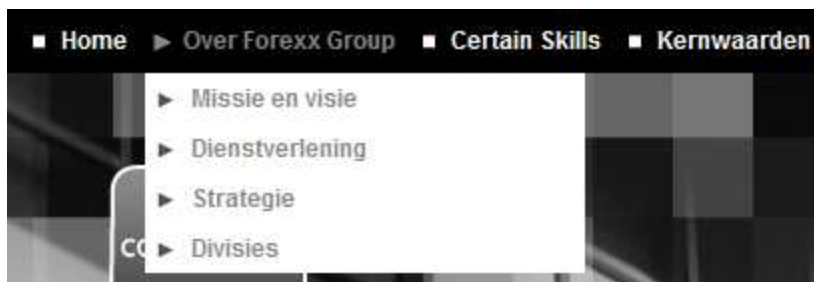 Home Over Forexx Group Certain Skills Kernwaarden
Missie en visie
Dienstverlening
Strategie
Divisies